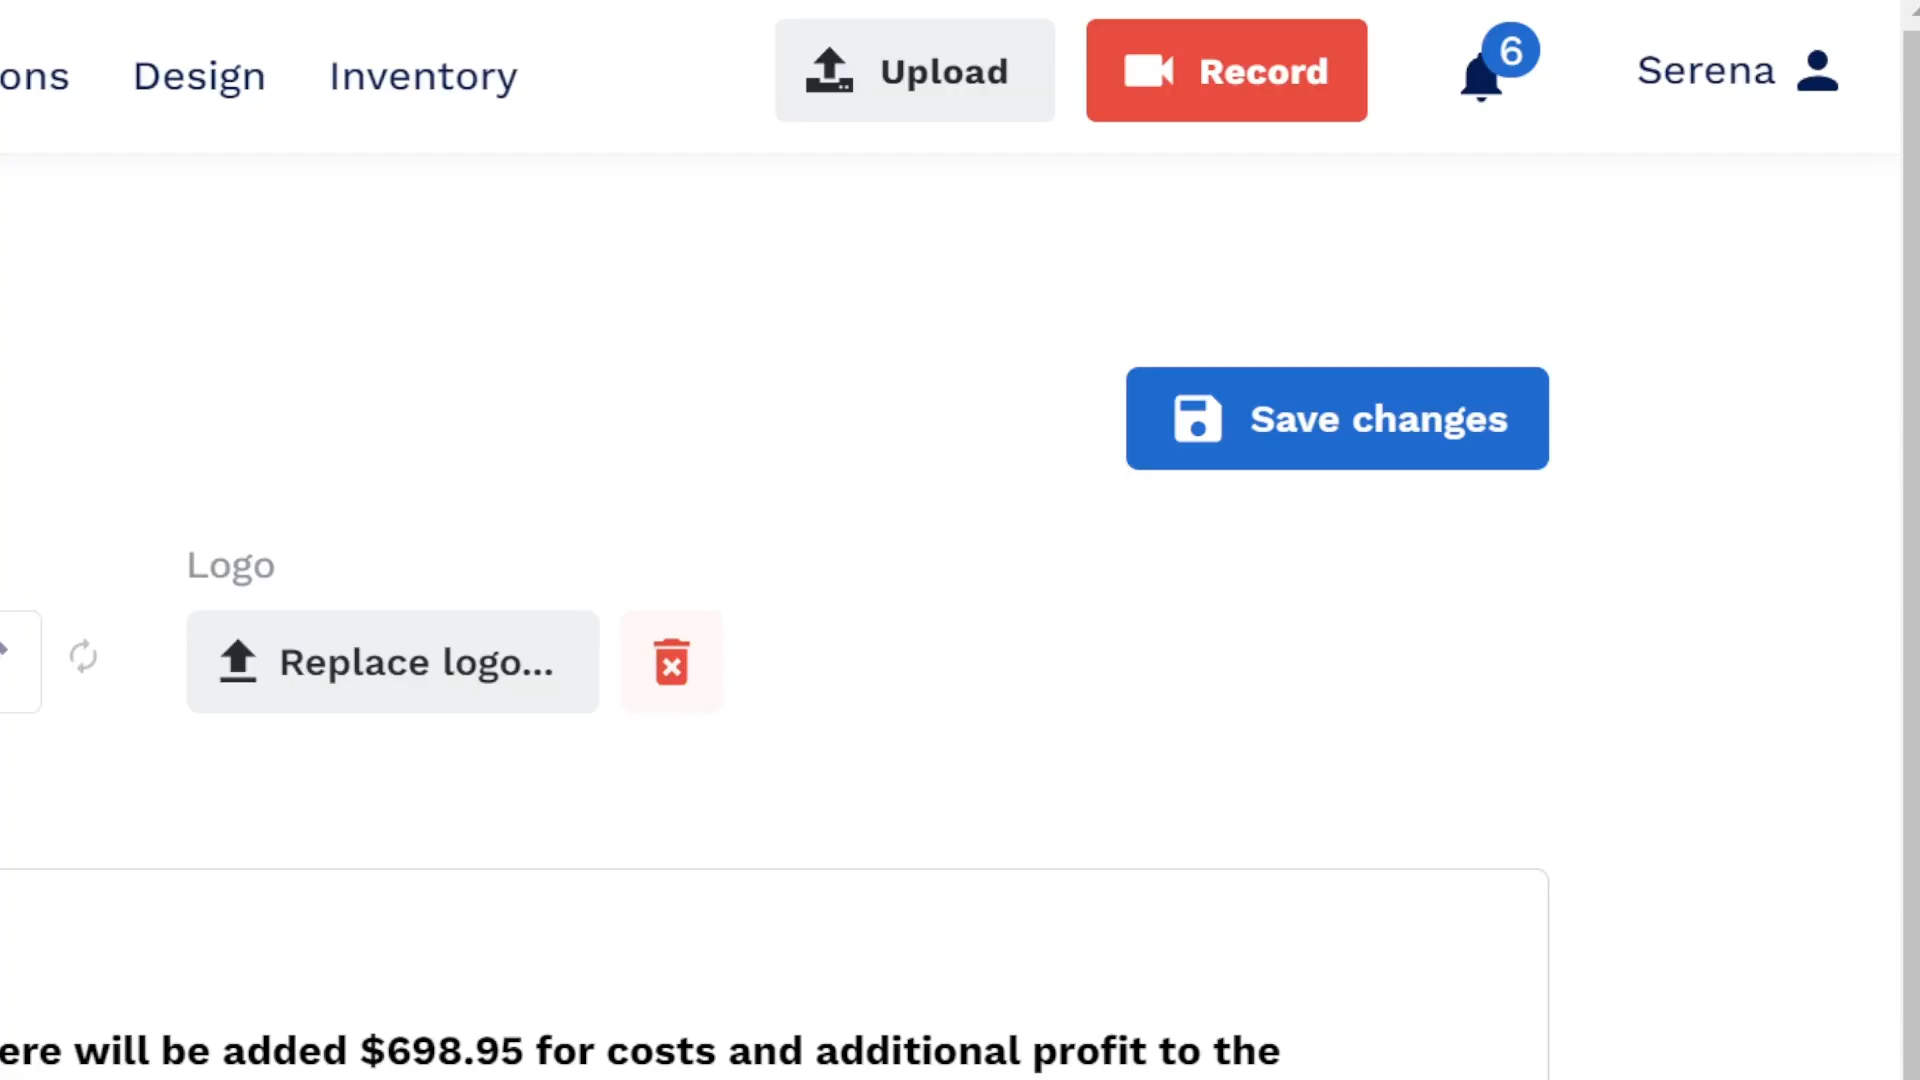 ons Design Inventory Upload Record 6 Serena
Save changes
Logo
Replace logo...
ere will be added $698.95 for costs and additional profit to the